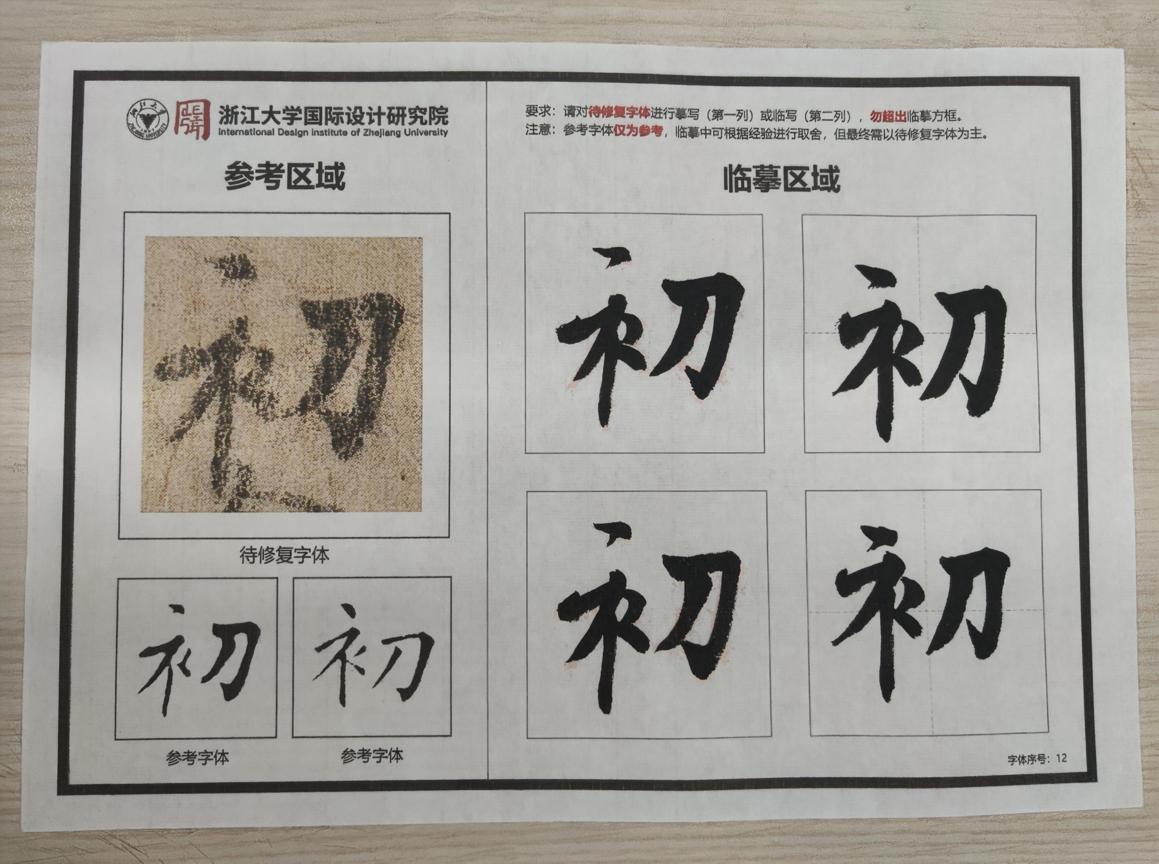 浙江大学国际设计研究院
International Design Institute of Zhejiang University
参考区域
初
待修复字体
初
初
参考字体
参考字体
要求：请对待修复字体进行摹写（第一列）或临写（第二列），勿超出临摹方框。
注意：参考字体仅为参考，临摹中可根据经验进行取舍，但最终需以待修复字体为主。
临摹区域
初
初
初
初
字体序号：12